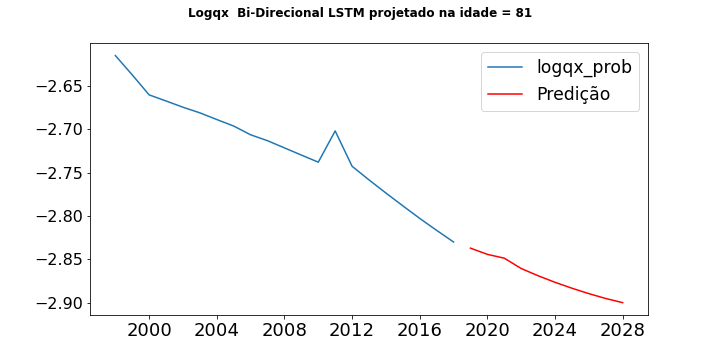 Logqx  Bi-Direcional LSTM projetado na idade = 81
logqx_prob
Predição
−2.65
−2.70
−2.75
−2.80
−2.85
−2.90
2000 2004 2008 2012 2016 2020 2024 2028